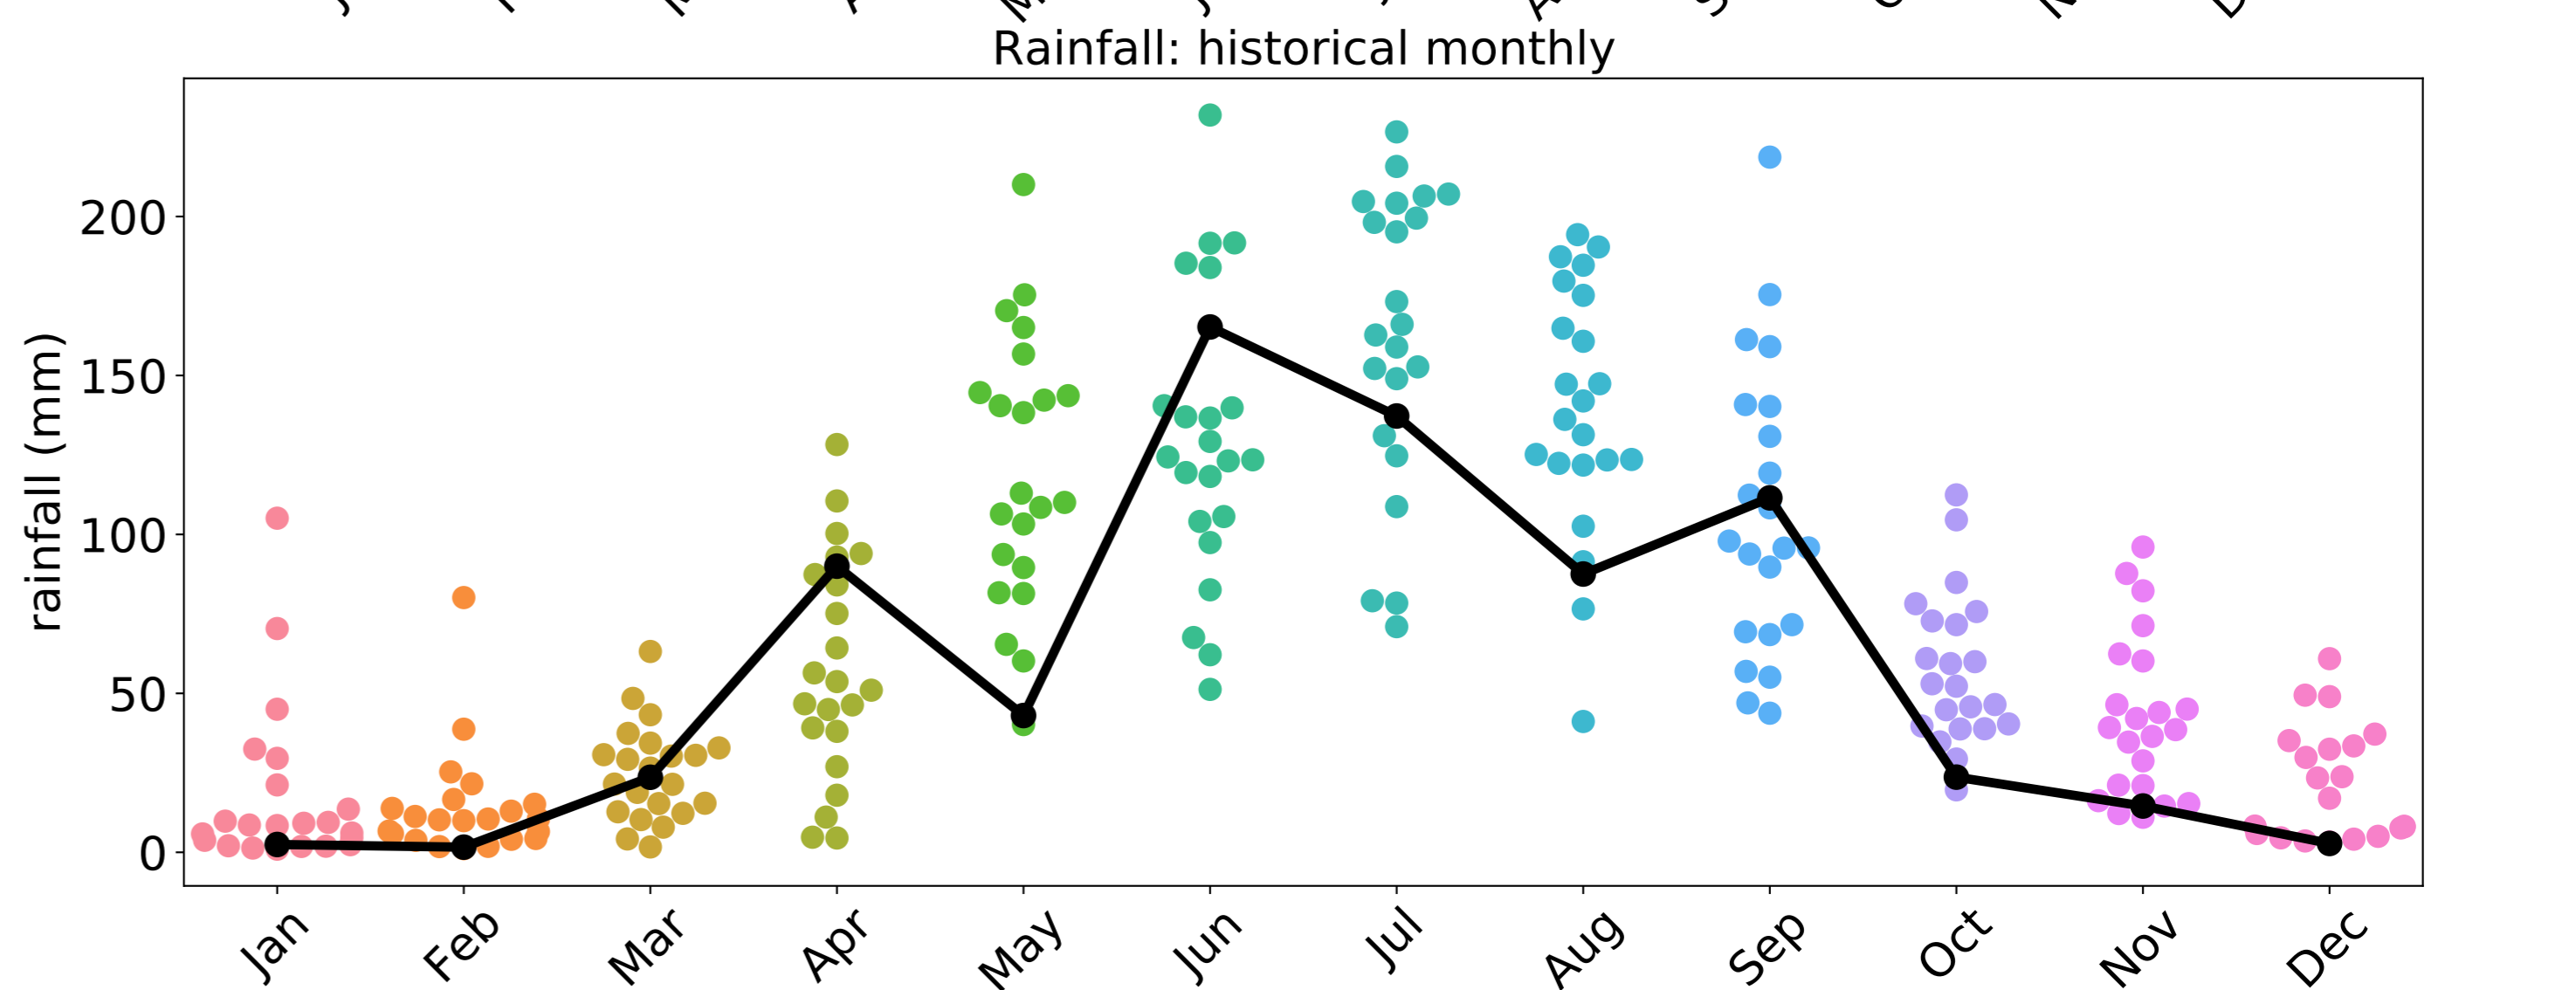 Rainfall: historical monthly
rainfall (mm)
200
150
100
50
0
Jan
Feb
Mar
Apr
May
Jun
Jul
Aug
Sep
Oct
Nov
Dec